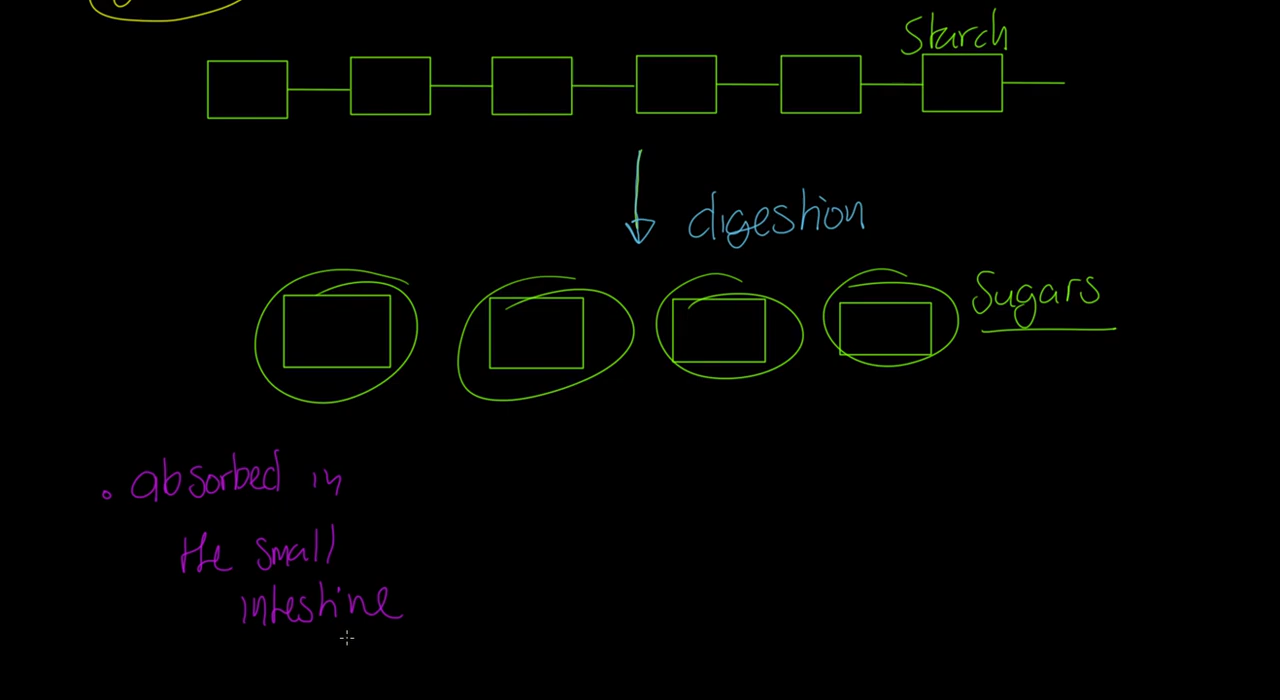 Starch
digestion
Sugars
• absorbed in
the small
intestine